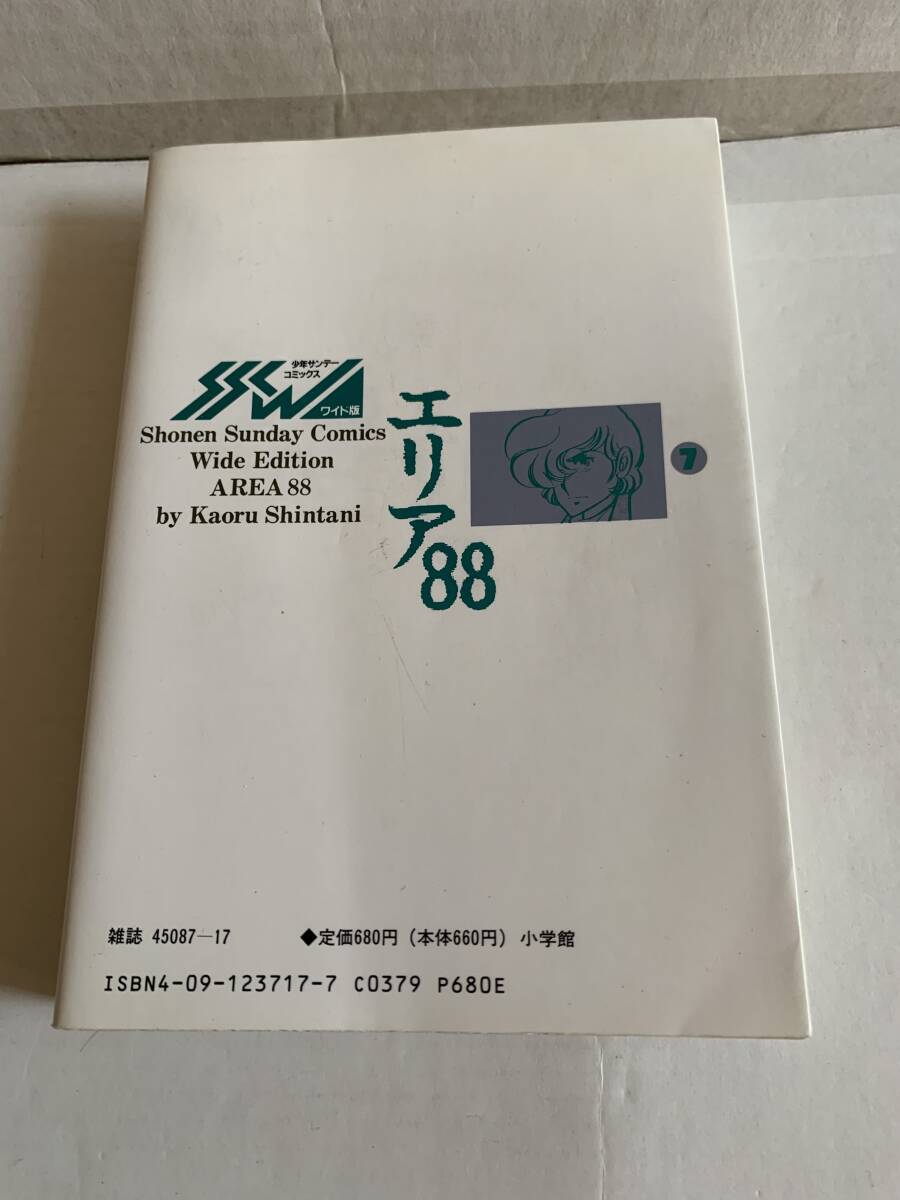 SSCW
少年サンデー
コミックス
ワイド版
Shonen Sunday Comics
Wide Edition
AREA 88
by Kaoru Shintani
エリア88
7
雑誌 45087-17 ◆定価680円(本体660円) 小学館
ISBN4-09-123717-7 C0379 P680E